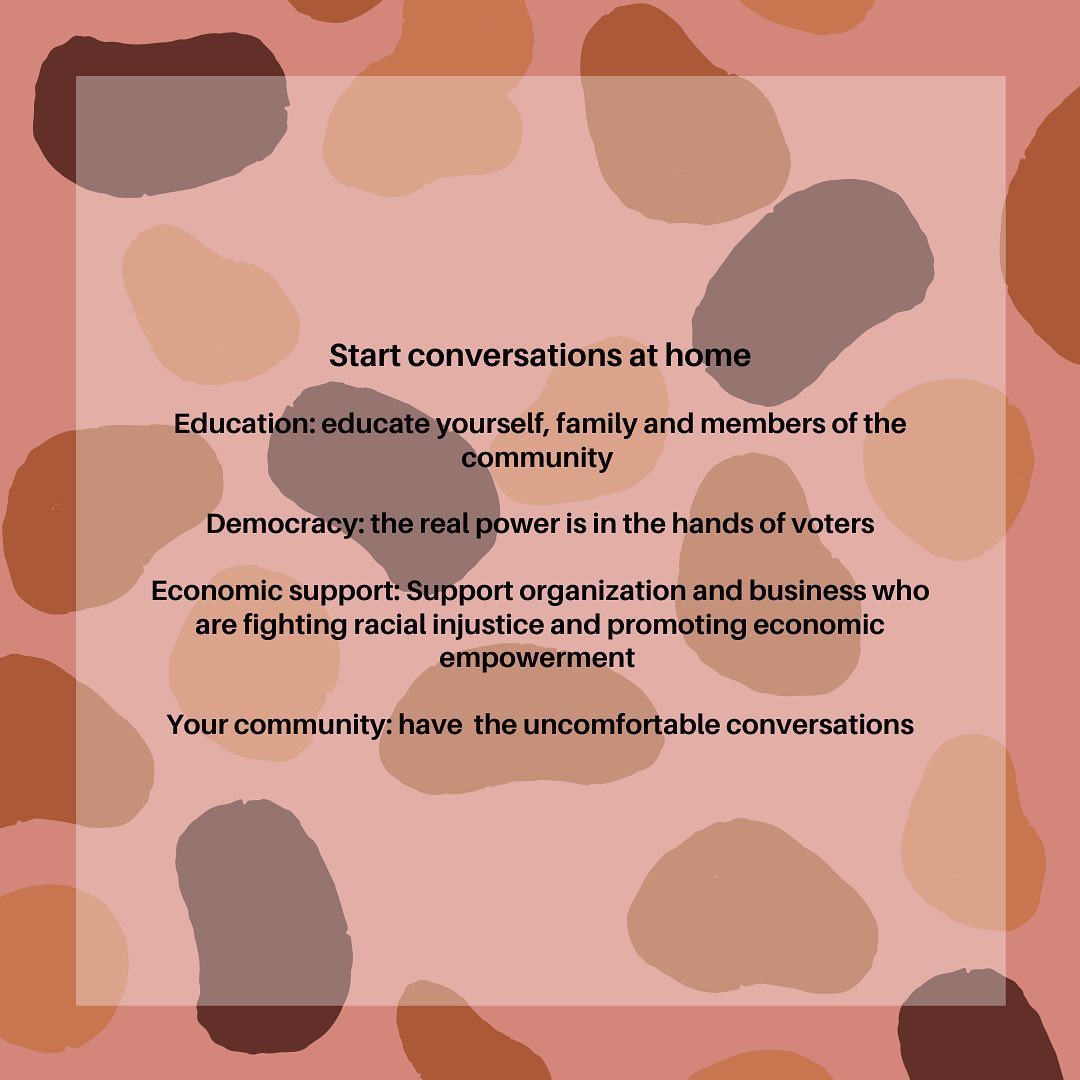 Start conversations at home
Education: educate yourself, family and members of the
community
Democracy: the real power is in the hands of voters
Economic support: Support organization and business who
are fighting racial injustice and promoting economic
empowerment
Your community: have  the uncomfortable conversations